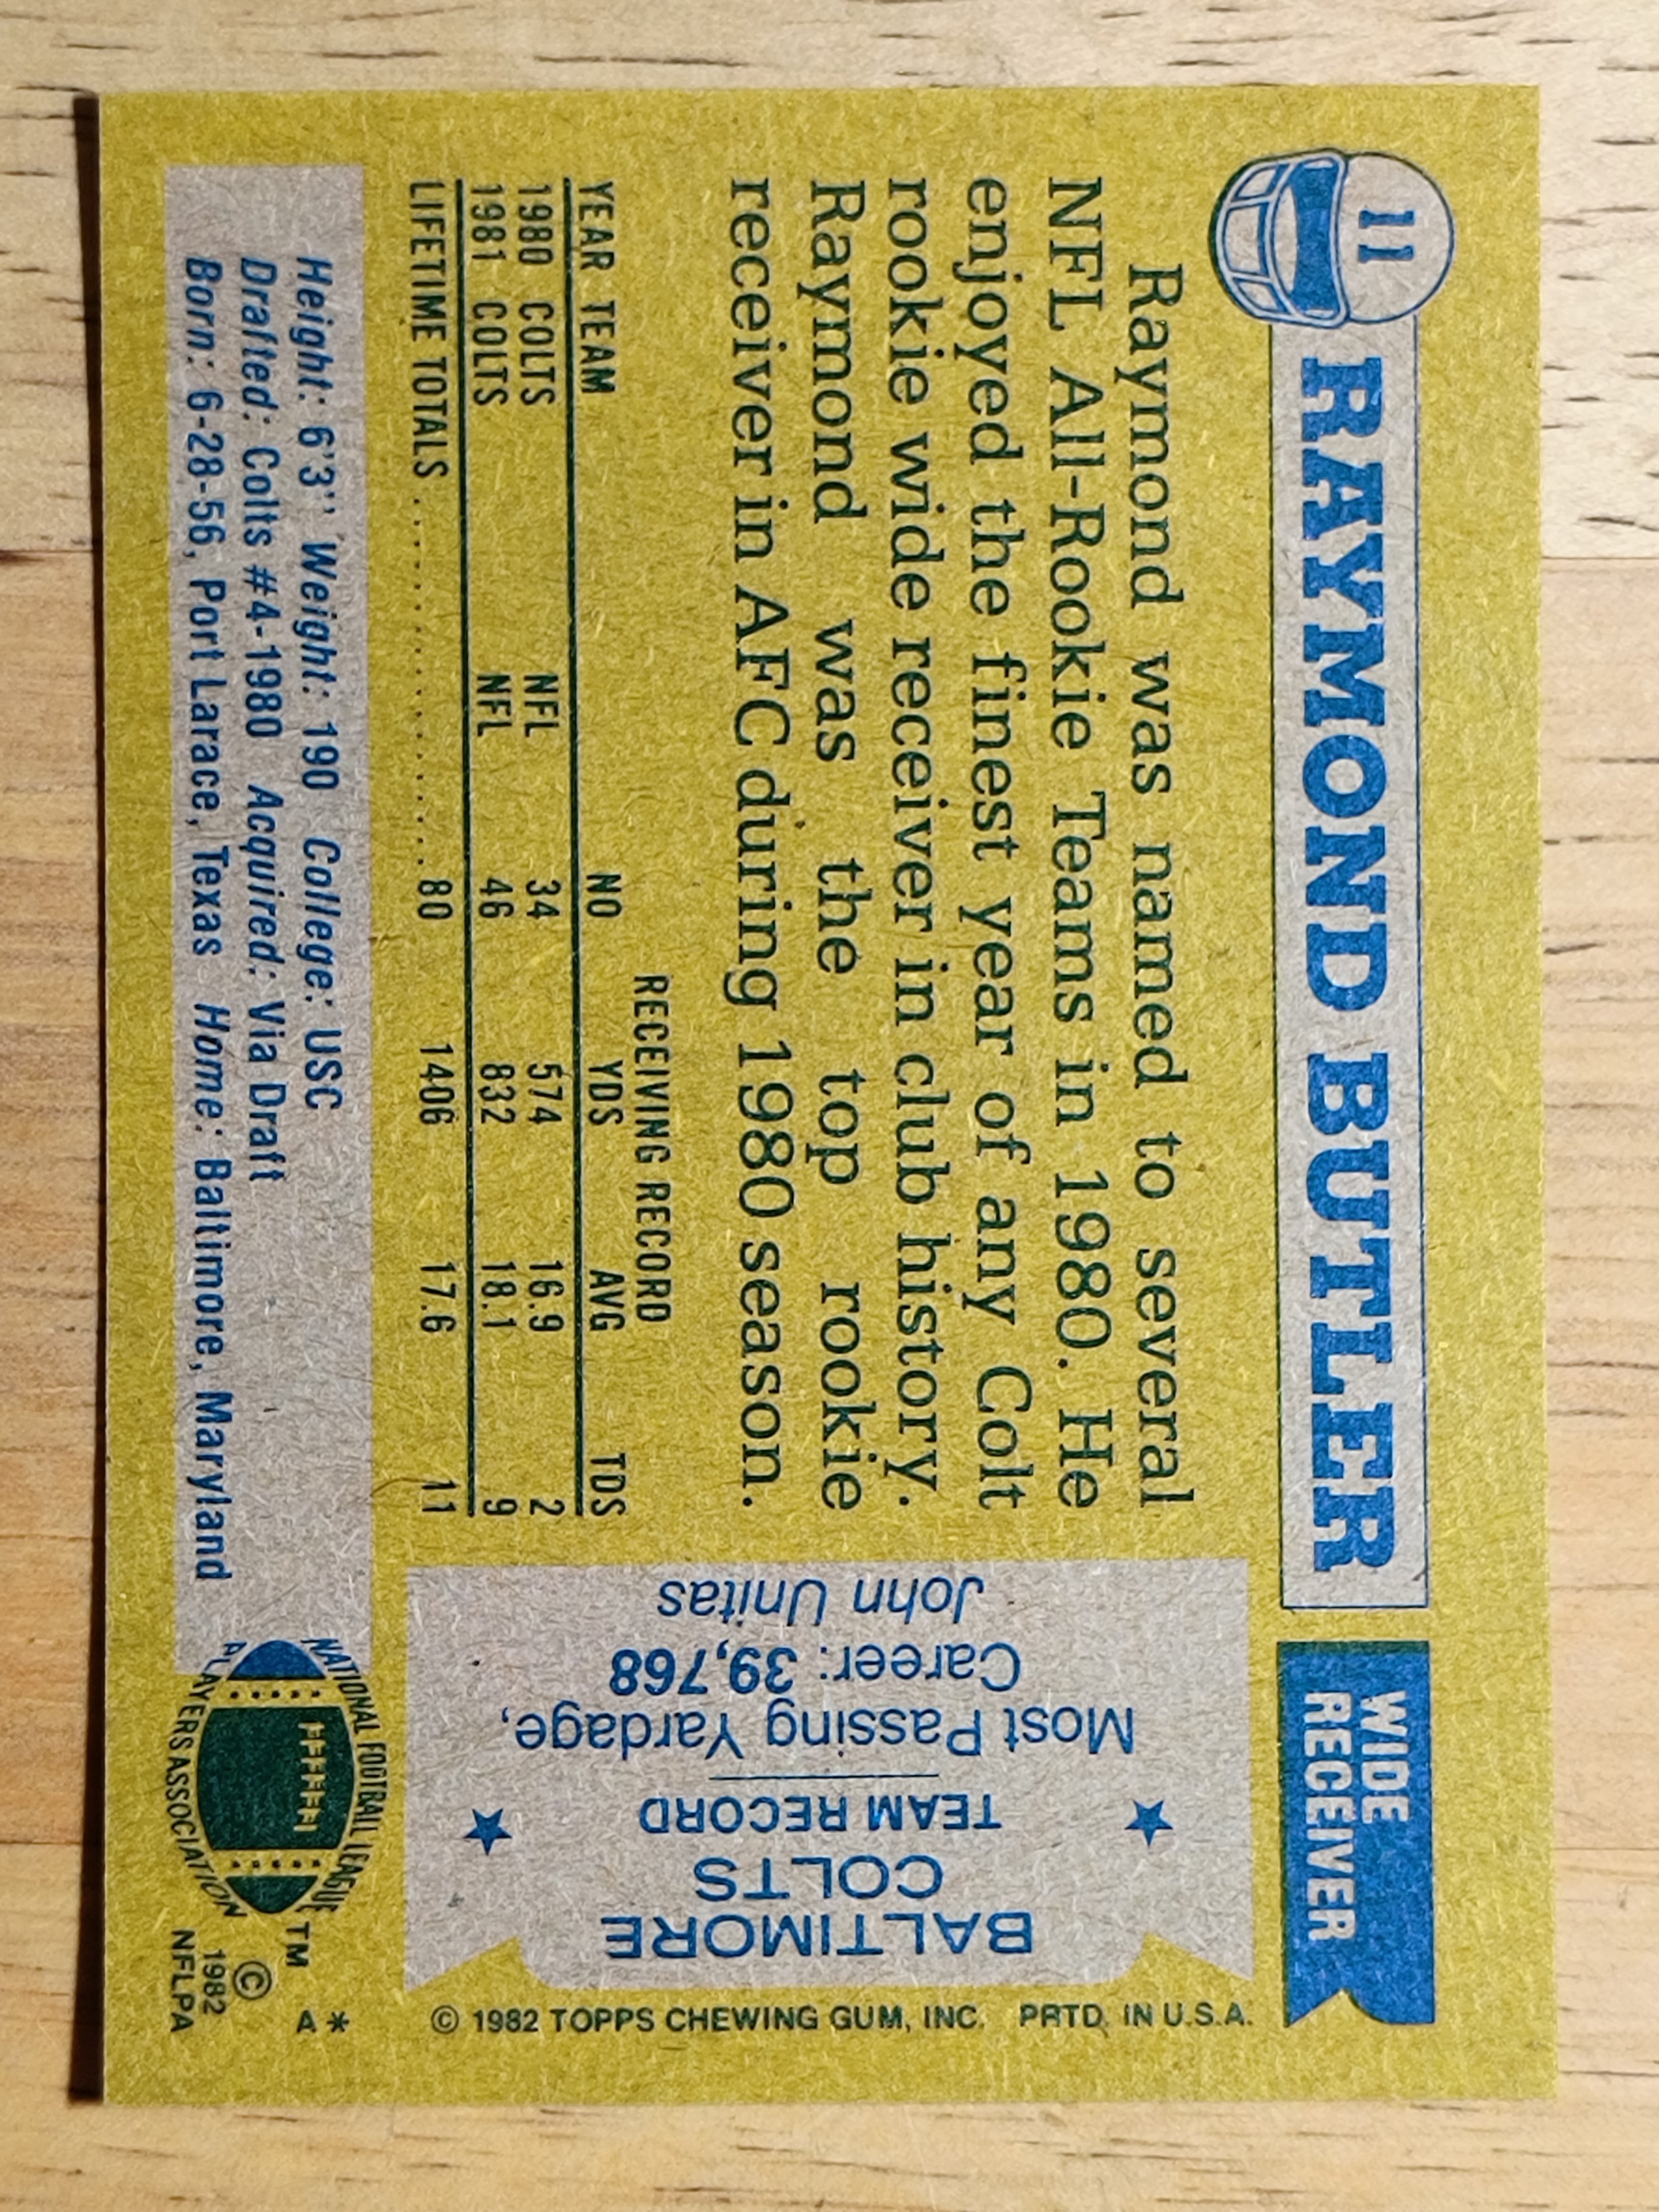 11
RAYMOND BUTLER
WIDE
RECEIVER
Raymond was named to several
NFL All-Rookie Teams in 1980. He
enjoyed the finest year of any Colt
rookie wide receiver in club history.
Raymond was the top rookie
receiver in AFC during 1980 season.
RECEIVING RECORD
YEAR TEAM NO YDS AVG TDS
1980 COLTS NFL 34 574 16.9 2
1981 COLTS NFL 46 832 18.1 9
LIFETIME TOTALS 80 1406 17.6 11
Height: 6'3'' Weight: 190 College: USC
Drafted: Colts #4-1980 Acquired: Via Draft
Born: 6-28-56, Port Larace, Texas Home: Baltimore, Maryland
BALTIMORE
COLTS
★ TEAM RECORD ★
Most Passing Yardage,
Career: 39,768
John Unitas
© 1982 TOPPS CHEWING GUM, INC. PRTD. IN U.S.A.
NATIONAL FOOTBALL LEAGUE
PLAYERS ASSOCIATION
TM
©
1982
NFLPA
A*